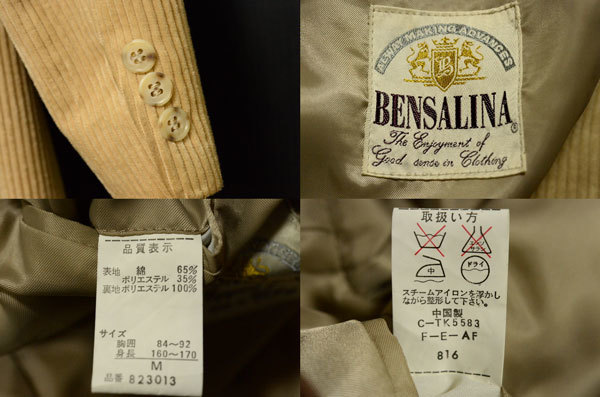 ALWAY MAKING ADVANCES
B
BENSALINA®
The Enjoyment of
Good sense in Clothing
品質表示
表地 綿 65%
ポリエステル 35%
裏地 ポリエステル 100%
サイズ
胸囲 84〜92
身長 160〜170
M
品番 823013
取扱い方
中 ドライ
スチームアイロンを浮かし
ながら整形して下さい。
中国製
C-TK5583
F-E-AF
816